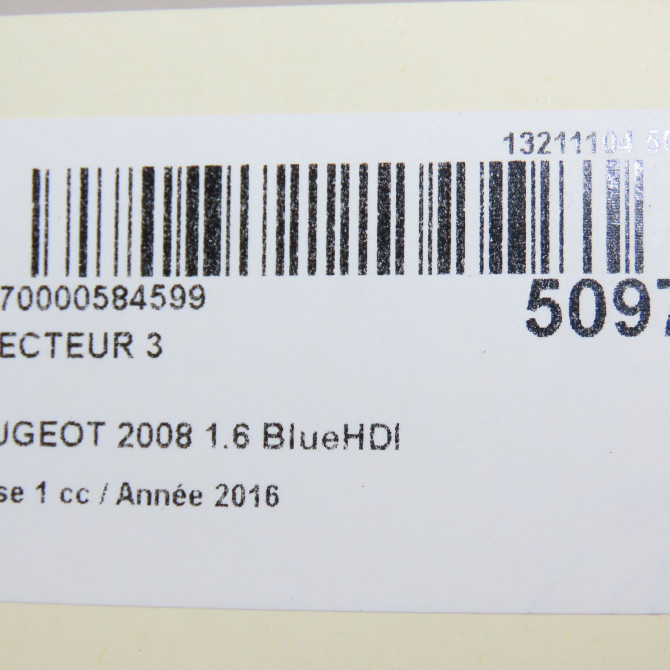 13211104 50
70000584599
5097
ECTEUR 3
UGEOT 2008 1.6 BlueHDI
se 1 cc / Année 2016